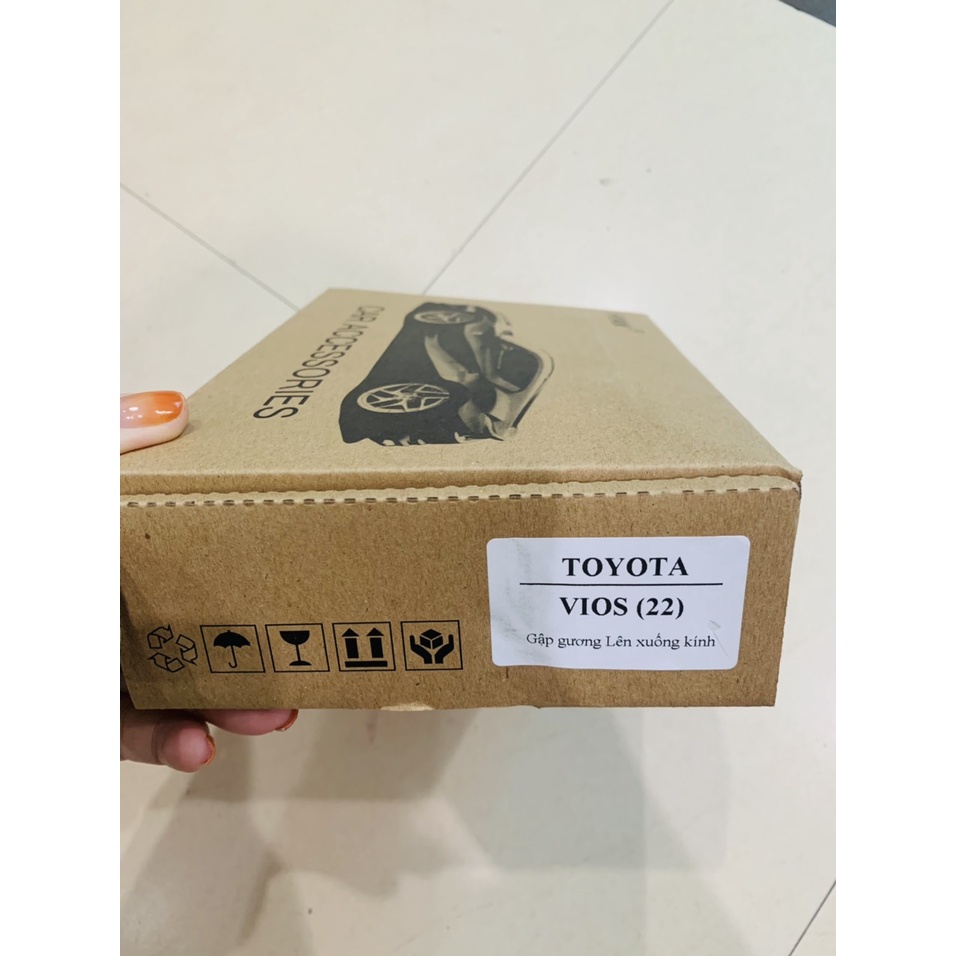 CAR ACCESSORIES
TOYOTA
VIOS (22)
Gập gương Lên xuống kính